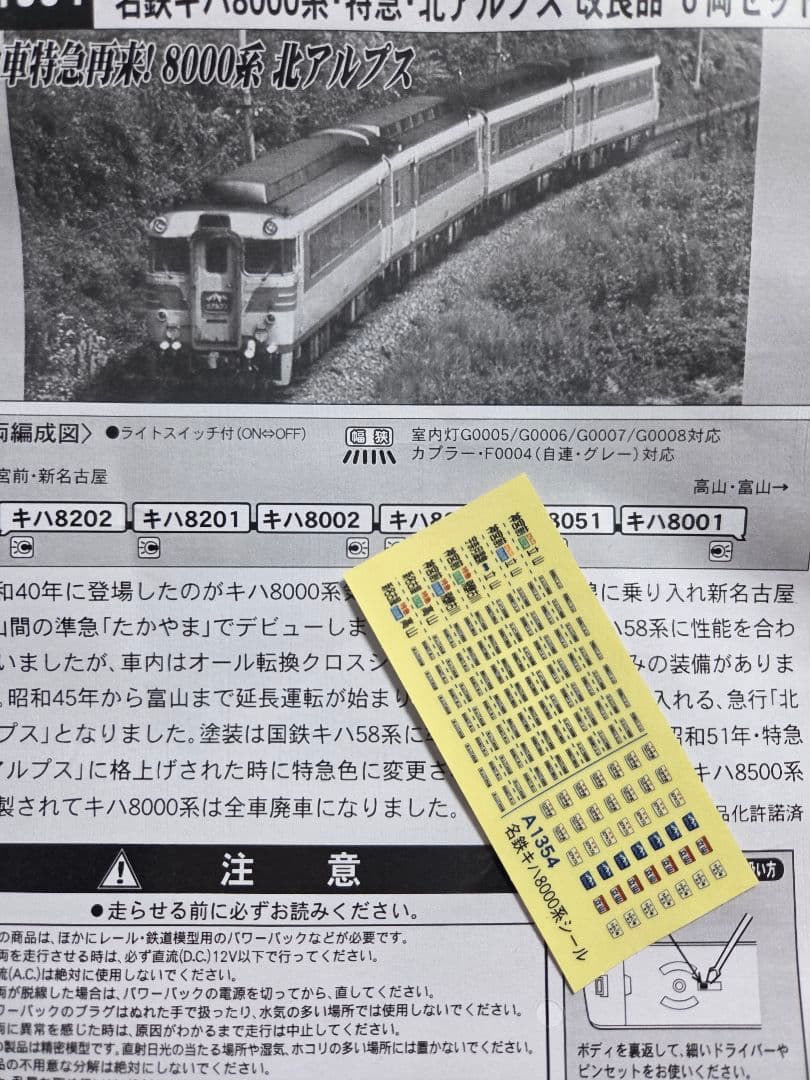 名鉄キハ8000系・特急・北アルプス 改良品 6両セット
車特急再来! 8000系 北アルプス
両編成図〉 ●ライトスイッチ付(ON⇔OFF)
幅 狭
室内灯G0005/G0006/G0007/G0008対応
カプラー・F0004(自連・グレー)対応
宮前・新名古屋
高山・富山→
キハ8202 キハ8201 キハ8002 キハ 8051 キハ8001
和40年に登場したのがキハ8000系 線に乗り入れ新名古屋
山間の準急「たかやま」でデビューしま ハ58系に性能を合わ
いましたが、車内はオール転換クロスシ みの装備がありま
。昭和45年から富山まで延長運転が始まり 入れる、急行「北
プス」となりました。塗装は国鉄キハ58系に 昭和51年・特急
アルプス」に格上げされた時に特急色に変更さ キハ8500系
製されてキハ8000系は全車廃車になりました。 品化許諾済
A1354
名鉄キハ8000系シール
注 意
●走らせる前に必ずお読みください。
の商品は、ほかにレール・鉄道模型用のパワーパックなどが必要です。
両を走行させる時は、必ず直流(D.C.)12V以下で行ってください。
流(A.C.)は絶対に使用しないでください。
両が脱線した場合は、パワーパックの電源を切ってから、直してください。
ワーパックのプラグはぬれた手で扱ったり、水気の多い場所では使用しないでください。
両に異常を感じた時は、原因がわかるまで走行は中止してください。
の製品は精密模型です。直射日光の当たる場所や湿気、ホコリの多い場所には置かないでください。
品の不用意な分解は絶対に行わないでください。
い方
ボディを裏返して、細いドライバーや
ピンセットをお使いください。